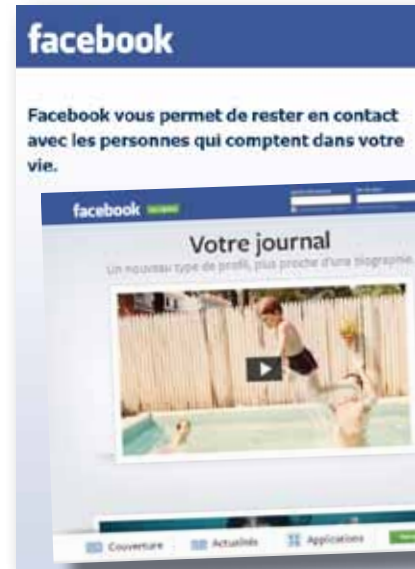 facebook
Facebook vous permet de rester en contact
avec les personnes qui comptent dans votre
vie.
facebook
Votre journal
Un nouveau type de profil, plus proche d'une biographie.
Couverture
Actualités
Applications